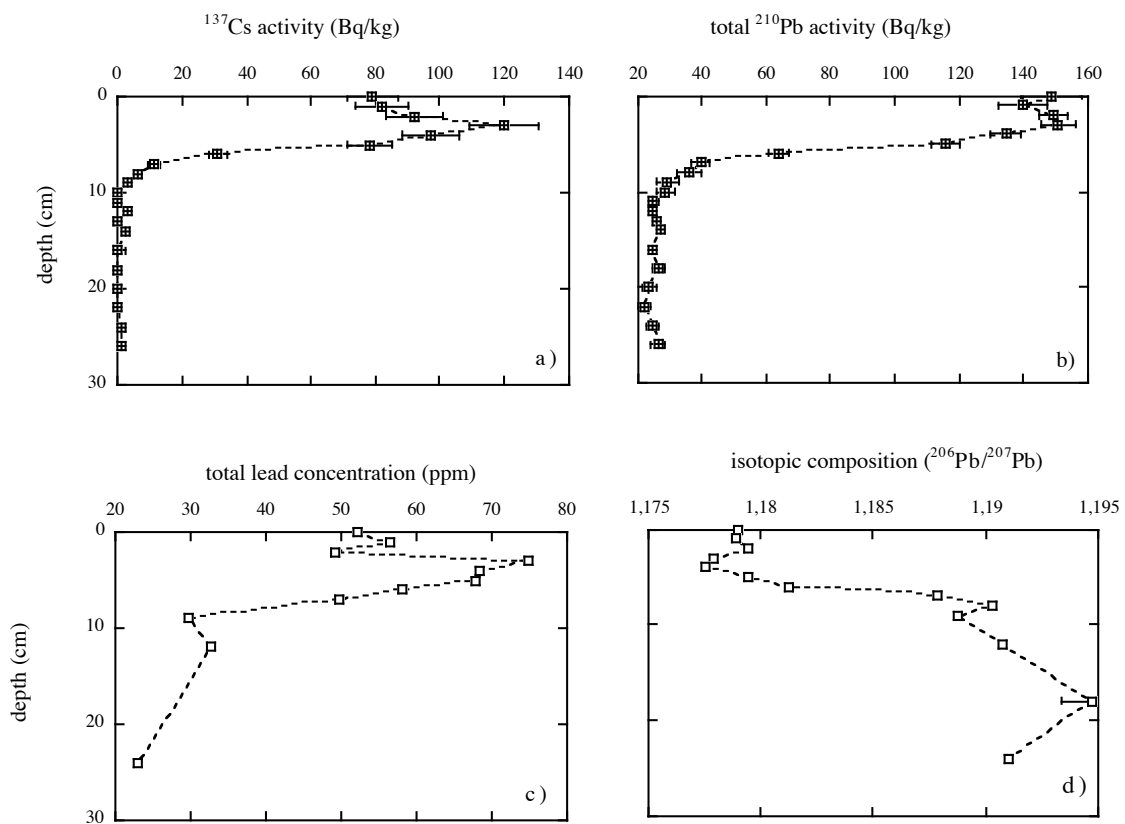 ¹³⁷Cs activity (Bq/kg)
0 20 40 60 80 100 120 140
0
10
20
30
depth (cm)
a )
total ²¹⁰Pb activity (Bq/kg)
20 40 60 80 100 120 140 160
b)
total lead concentration (ppm)
20 30 40 50 60 70 80
0
10
20
30
depth (cm)
c )
isotopic composition (²⁰⁶Pb/²⁰⁷Pb)
1,175 1,18 1,185 1,19 1,195
d )